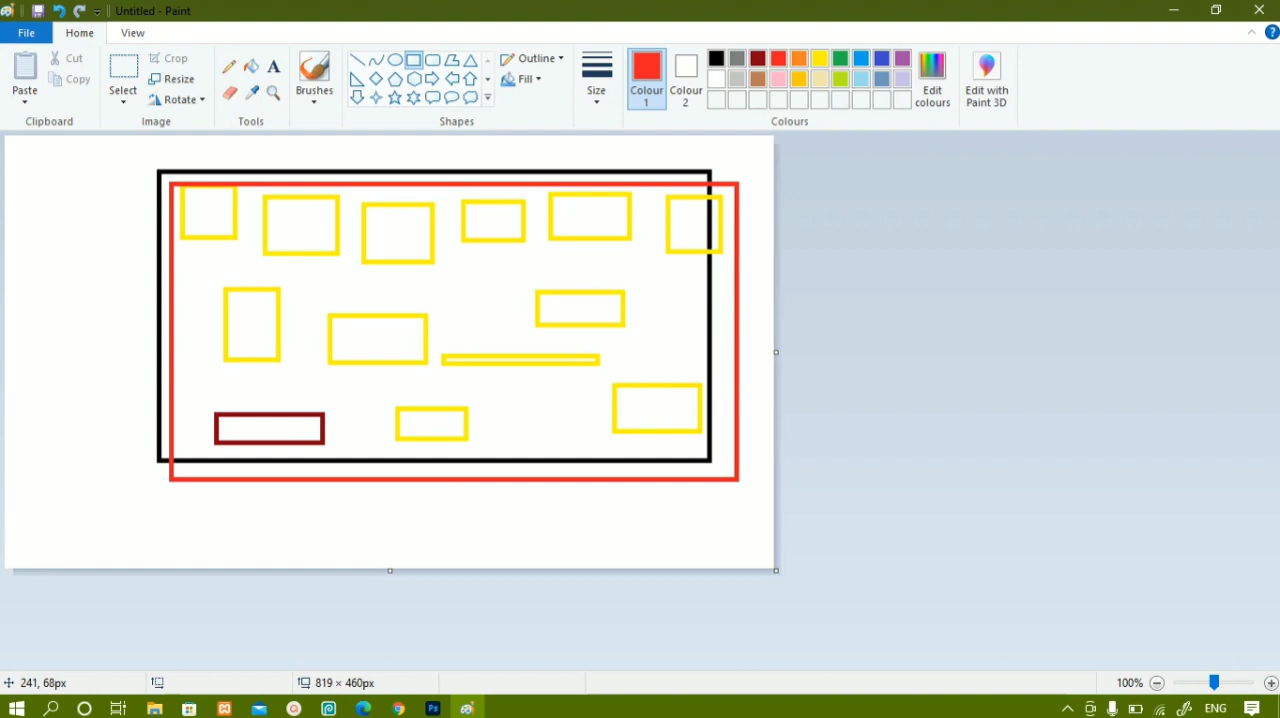 Untitled - Paint
File Home View
Paste
Cut
Copy
Clipboard
Select
Crop
Resize
Rotate
Image
A
Tools
Brushes
Shapes
Outline
Fill
Size
Colour 1
Colour 2
Edit colours
Colours
Edit with Paint 3D
241, 68px
819 × 460px
100%
Ps
ENG